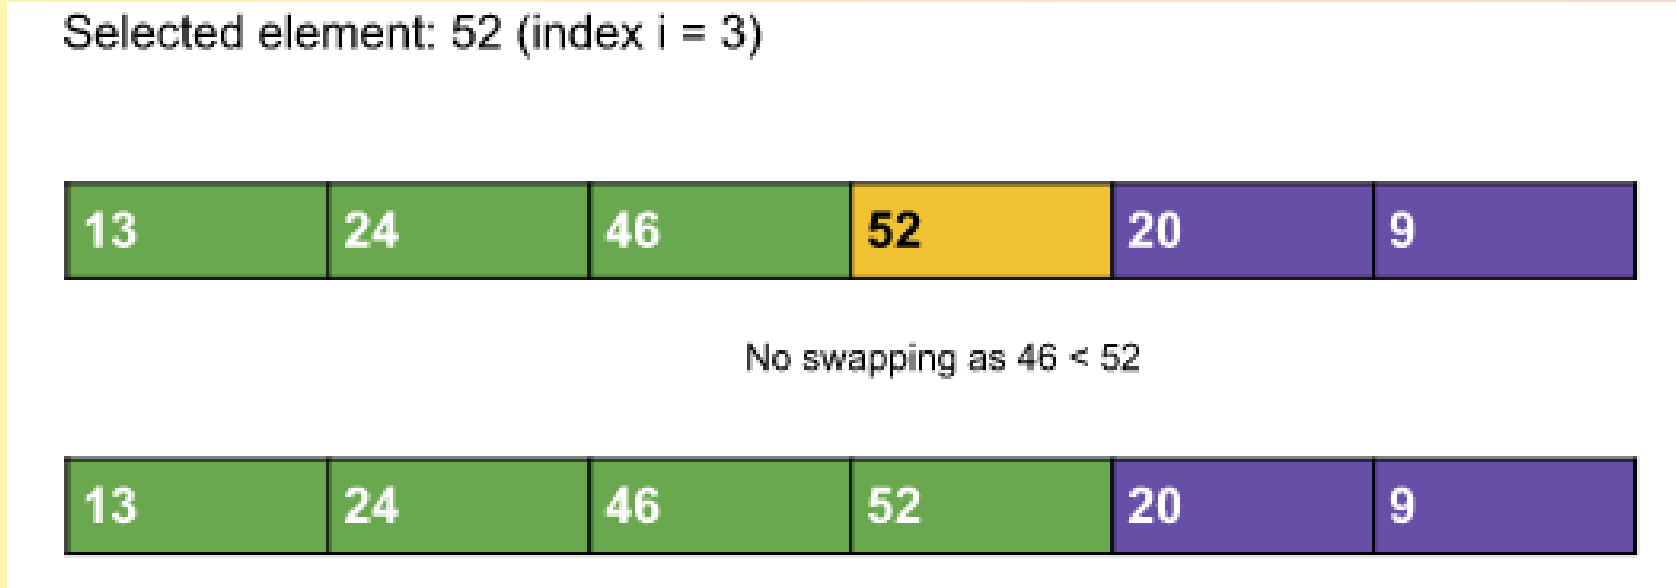 Selected element: 52 (index i = 3)
13 24 46 52 20 9
No swapping as 46 < 52
13 24 46 52 20 9